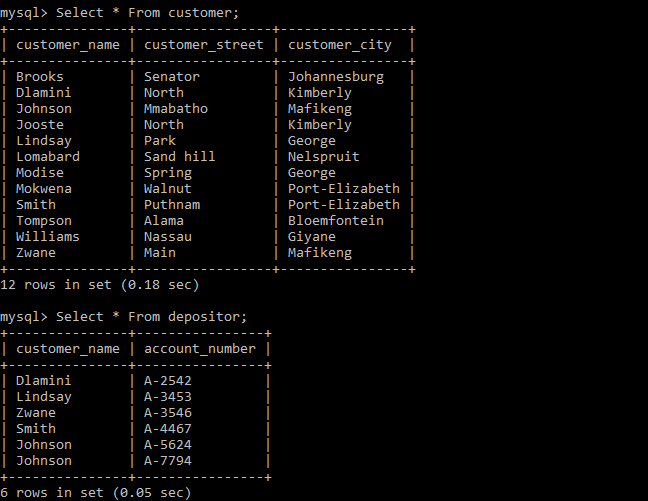 mysql> Select * From customer;
+---------------+-----------------+----------------+
| customer_name | customer_street | customer_city  |
+---------------+-----------------+----------------+
| Brooks        | Senator         | Johannesburg   |
| Dlamini       | North           | Kimberly       |
| Johnson       | Mmabatho        | Mafikeng       |
| Jooste        | North           | Kimberly       |
| Lindsay       | Park            | George         |
| Lomabard      | Sand hill       | Nelspruit      |
| Modise        | Spring          | George         |
| Mokwena       | Walnut          | Port-Elizabeth |
| Smith         | Puthnam         | Port-Elizabeth |
| Tompson       | Alama           | Bloemfontein   |
| Williams      | Nassau          | Giyane         |
| Zwane         | Main            | Mafikeng       |
+---------------+-----------------+----------------+
12 rows in set (0.18 sec)
mysql> Select * From depositor;
+---------------+----------------+
| customer_name | account_number |
+---------------+----------------+
| Dlamini       | A-2542         |
| Lindsay       | A-3453         |
| Zwane         | A-3546         |
| Smith         | A-4467         |
| Johnson       | A-5624         |
| Johnson       | A-7794         |
+---------------+----------------+
6 rows in set (0.05 sec)